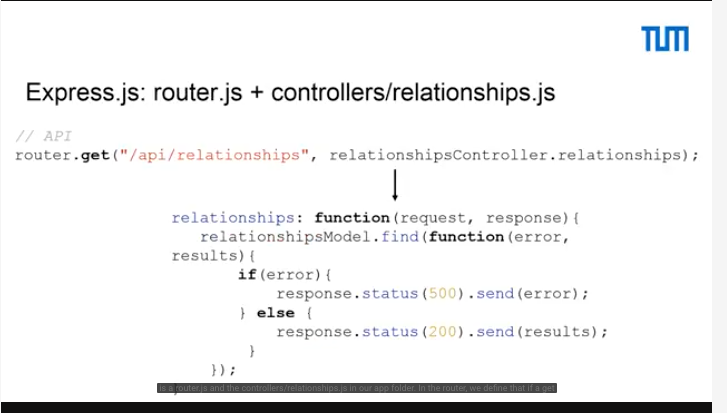 TUM
Express.js: router.js + controllers/relationships.js
// API
router.get("/api/relationships", relationshipsController.relationships);
relationships: function(request, response){
relationshipsModel.find(function(error,
results){
if(error){
response.status(500).send(error);
} else {
response.status(200).send(results);
}
});
is a router.js and the controllers/relationships.js in our app folder. In the router, we define that if a get